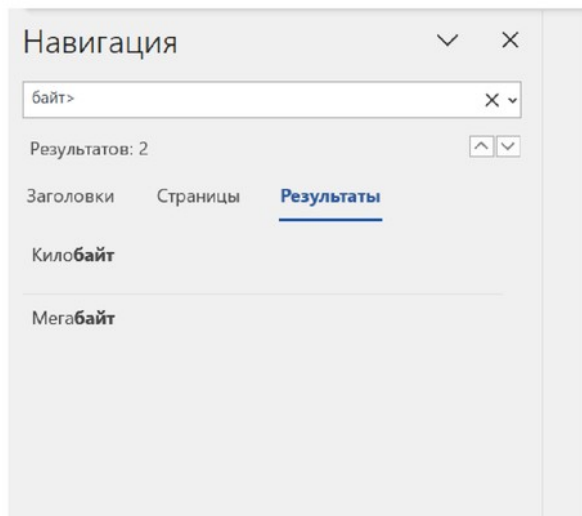 Навигация
байт>
Результатов: 2
Заголовки Страницы Результаты
Килобайт
Мегабайт